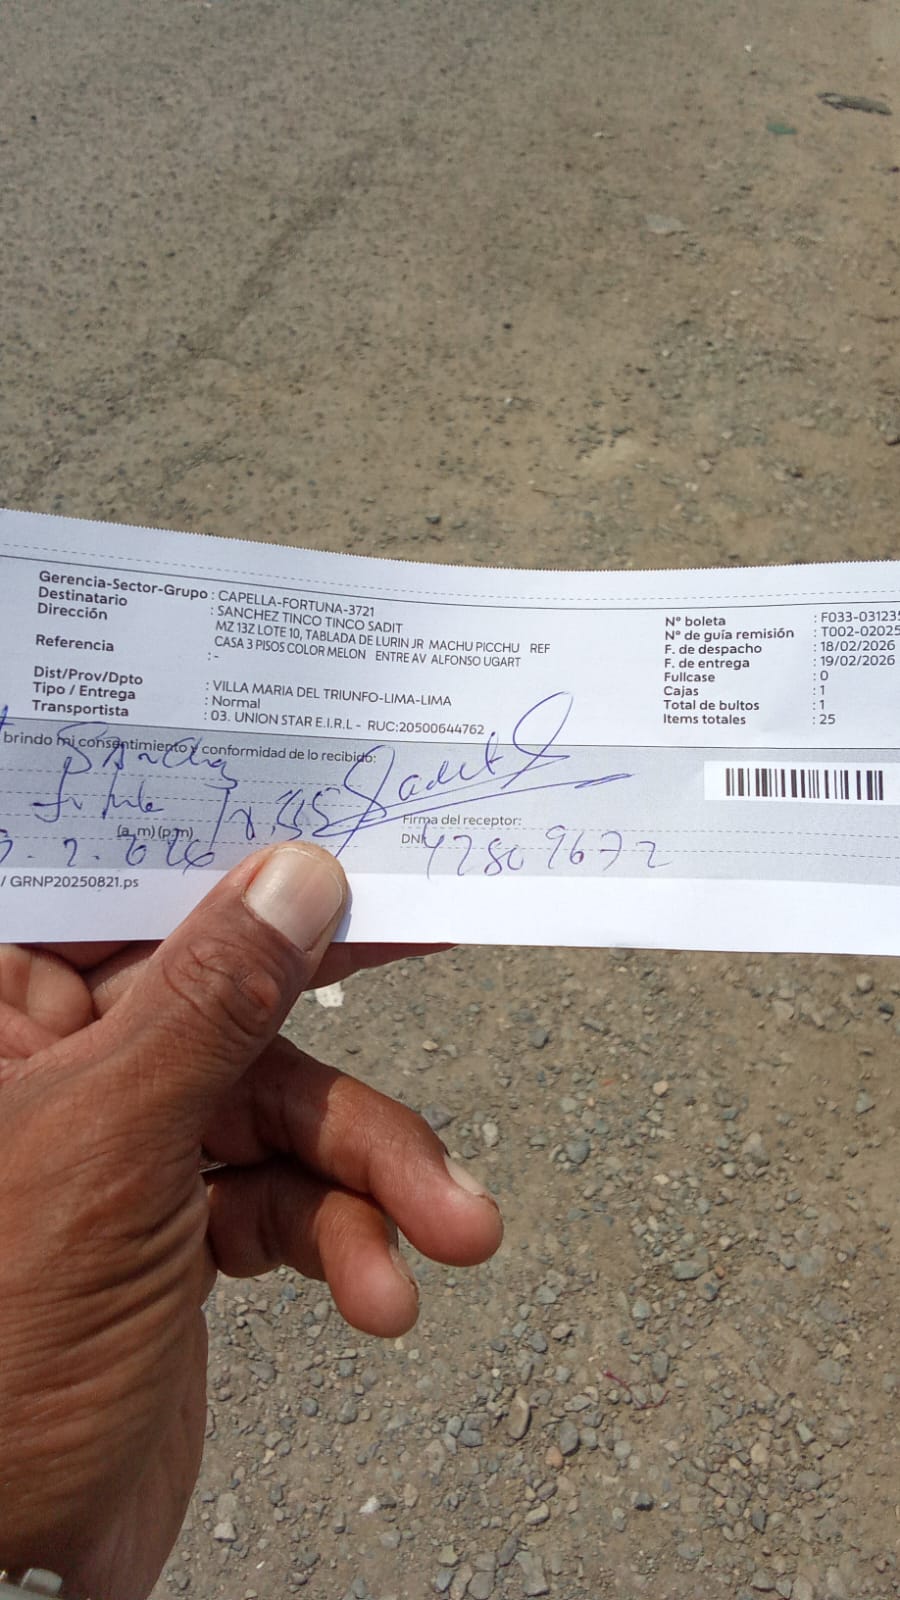 Gerencia-Sector-Grupo : CAPELLA-FORTUNA-3721
Destinatario : SANCHEZ TINCO TINCO SADIT
Dirección MZ 13Z LOTE 10, TABLADA DE LURIN JR MACHU PICCHU REF
CASA 3 PISOS COLOR MELON ENTRE AV ALFONSO UGART
Referencia : -
Dist/Prov/Dpto : VILLA MARIA DEL TRIUNFO-LIMA-LIMA
Tipo / Entrega : Normal
Transportista : 03. UNION STAR E.I.R.L - RUC:20500644762
N° boleta : F033-03123
N° de guía remisión : T002-02025
F. de despacho : 18/02/2026
F. de entrega : 19/02/2026
Fullcase : 0
Cajas : 1
Total de bultos : 1
Items totales : 25
brindo mi consentimiento y conformidad de lo recibido:
Sanchez
Sadit
(a.m) (p.m)
Firma del receptor:
DNI 42809672
/ GRNP20250821.ps